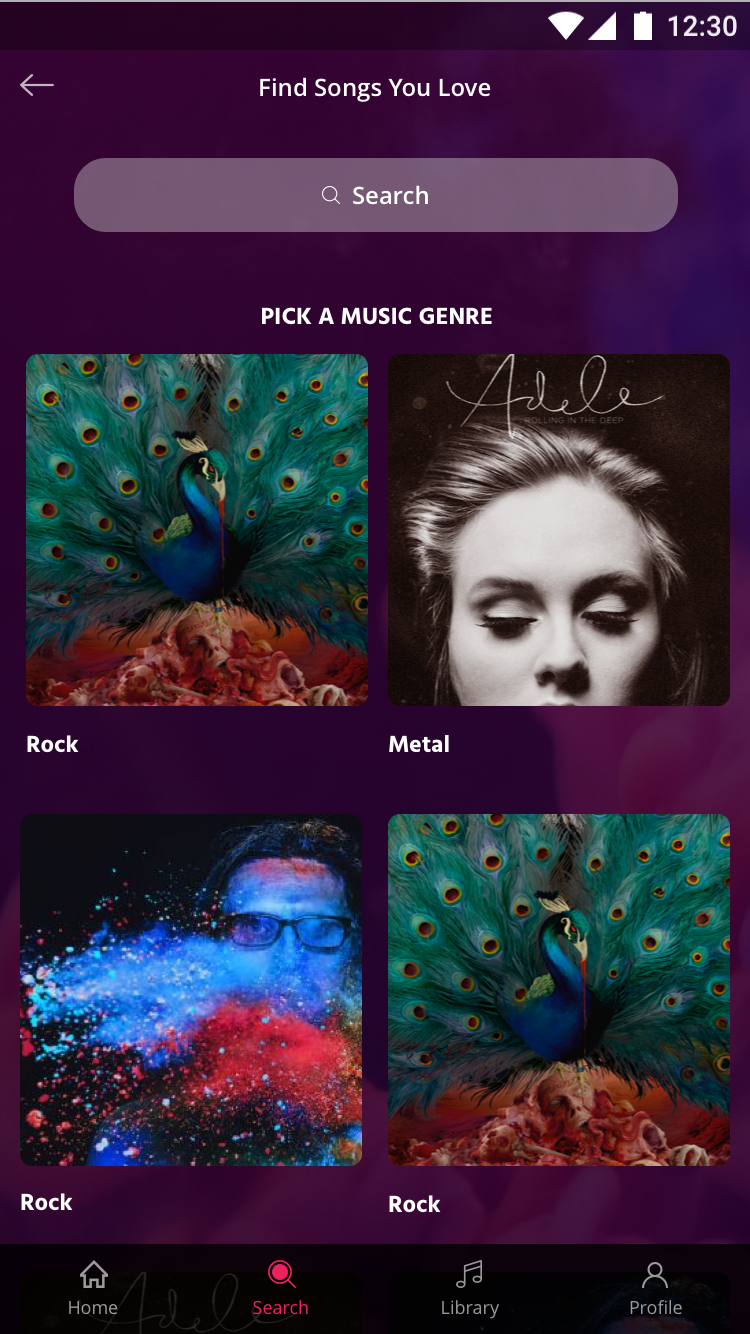 12:30
Find Songs You Love
Search
PICK A MUSIC GENRE
Adele
ROLLING IN THE DEEP
Rock
Metal
Rock
Rock
Adele
Home
Search
Library
Profile